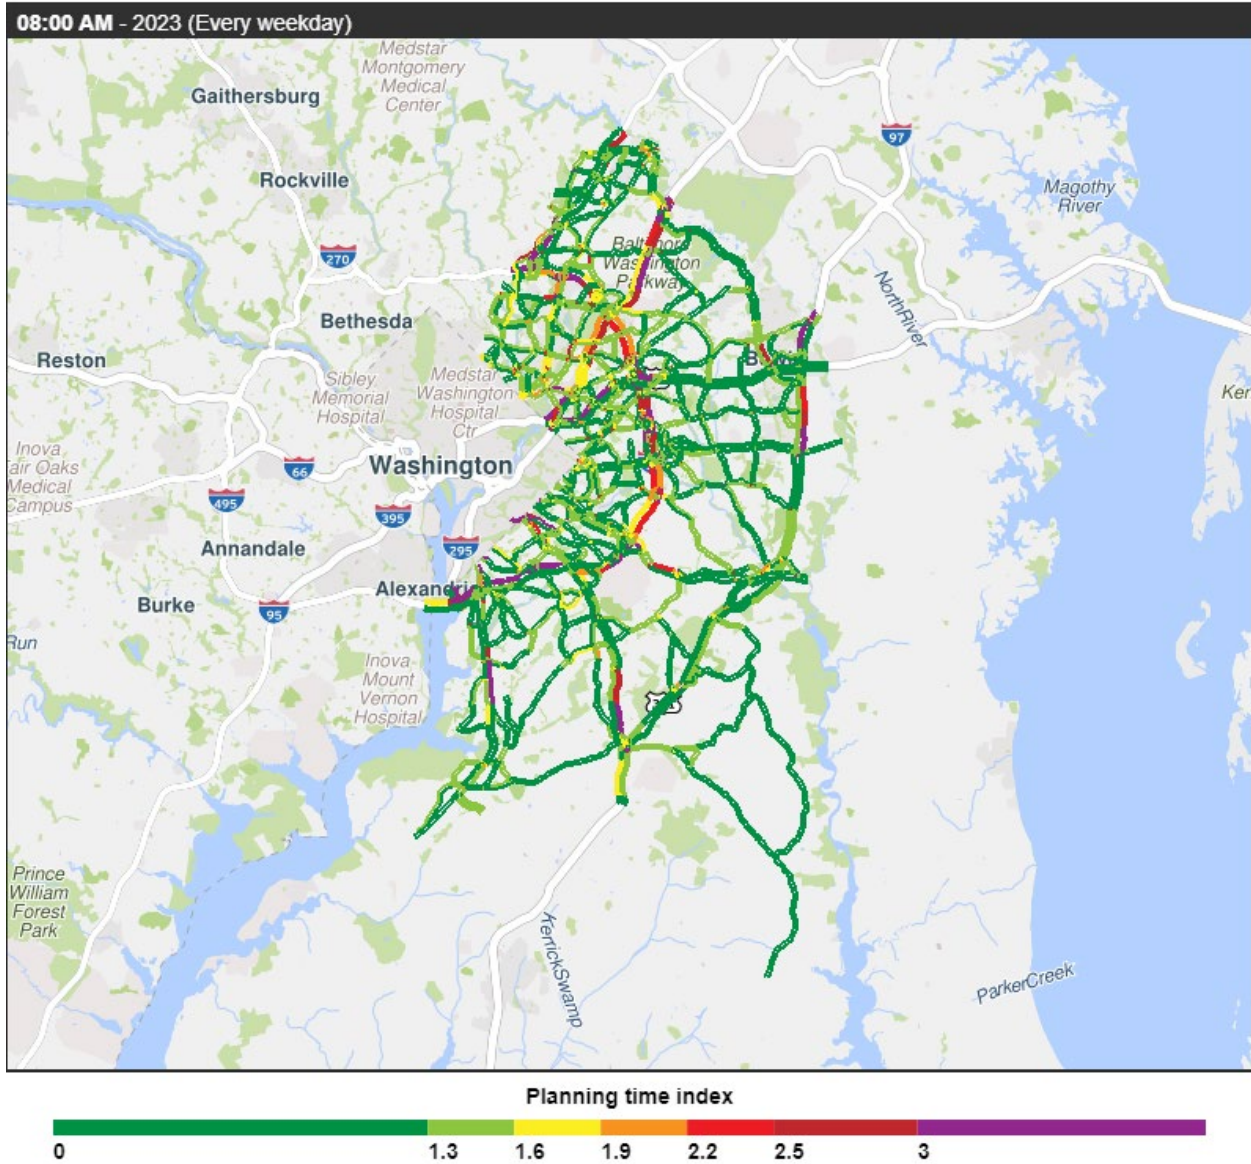 08:00 AM - 2023 (Every weekday)
Medstar
Montgomery
Medical
Center
Gaithersburg
97
Rockville
Magothy
River
270
Baltimore
Washington
Parkway
NorthRiver
Bethesda
Reston
Sibley
Memorial
Hospital
Medstar
Washington
Hospital
Ctr
Ker
Inova
air Oaks
Medical
Campus
66
Washington
495
395
295
Annandale
Alexandri
Burke
95
Run
Inova
Mount
Vernon
Hospital
Prince
William
Forest
Park
KerrickSwamp
ParkerCreek
Planning time index
0 1.3 1.6 1.9 2.2 2.5 3